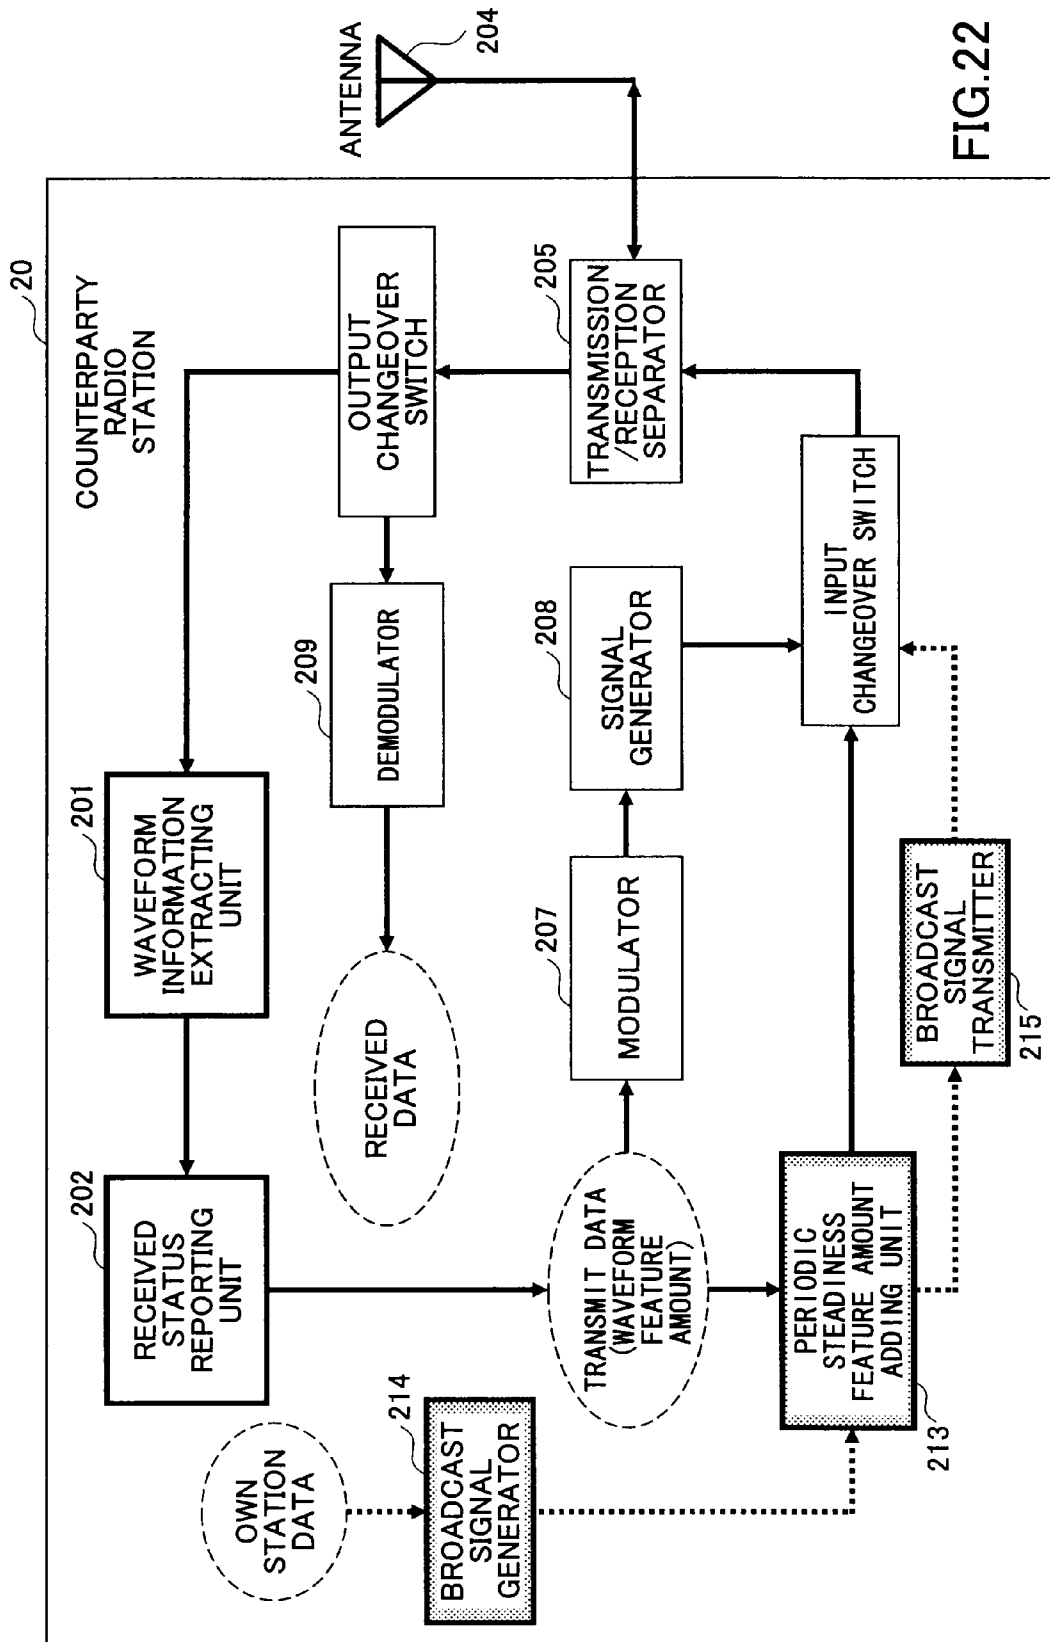 20
COUNTERPARTY
RADIO
STATION
ANTENNA
204
202
RECEIVED
STATUS
REPORTING
UNIT
201
WAVEFORM
INFORMATION
EXTRACTING
UNIT
OUTPUT
CHANGEOVER
SWITCH
209
DEMODULATOR
RECEIVED
DATA
205
TRANSMISSION
/RECEPTION
SEPARATOR
OWN
STATION
DATA
214
BROADCAST
SIGNAL
GENERATOR
TRANSMIT DATA
(WAVEFORM
FEATURE
AMOUNT)
207
MODULATOR
208
SIGNAL
GENERATOR
INPUT
CHANGEOVER SWITCH
PERIODIC
STEADINESS
FEATURE AMOUNT
ADDING UNIT
213
BROADCAST
SIGNAL
TRANSMITTER
215
FIG.22